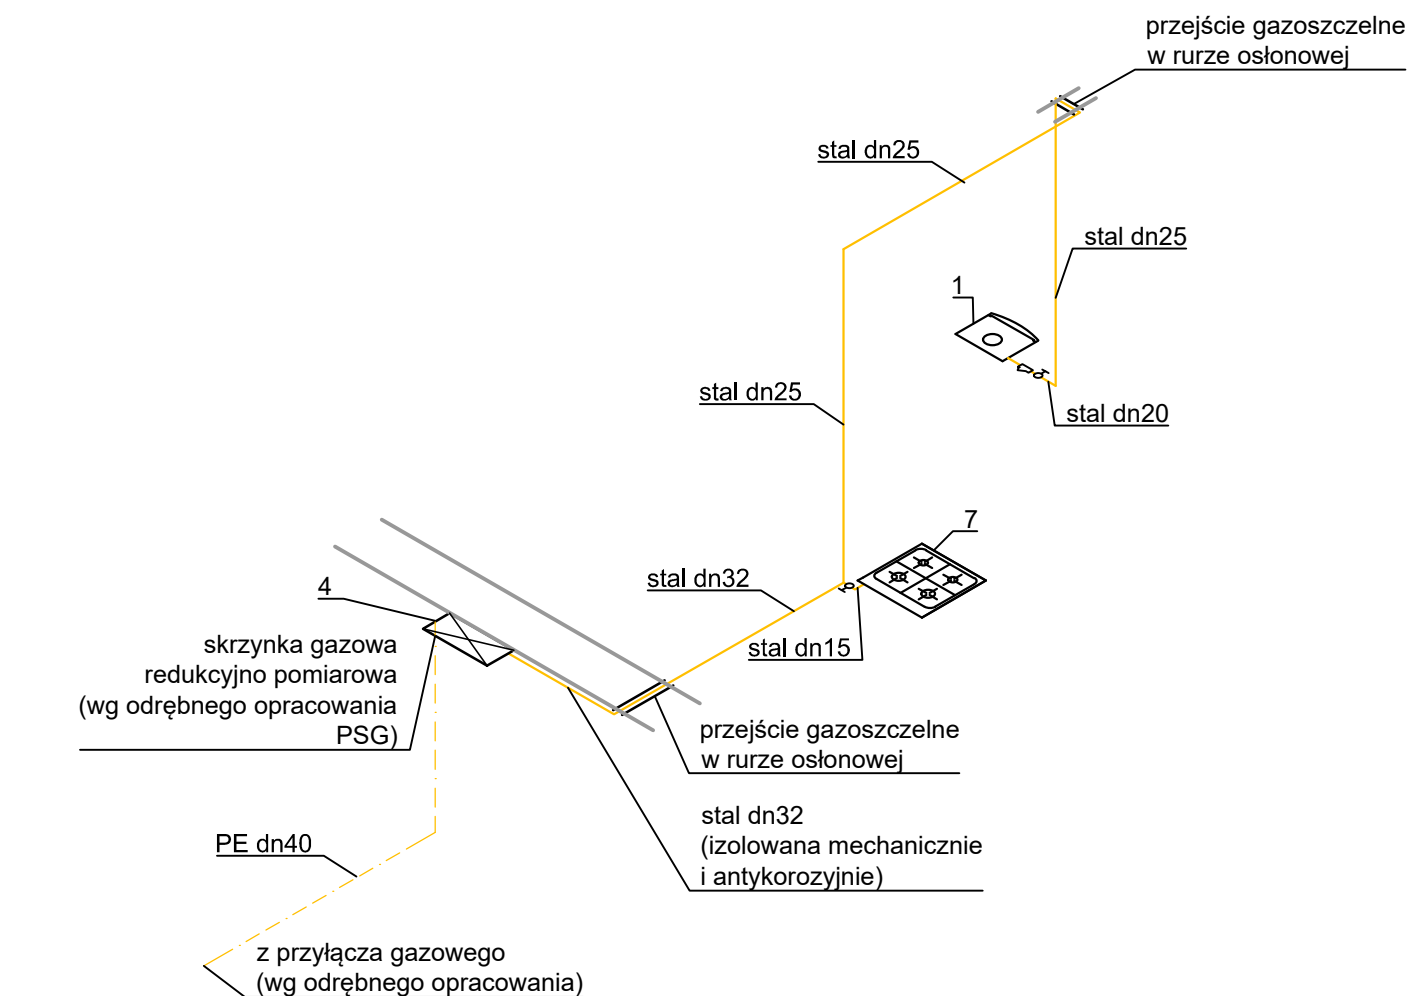 przejście gazoszczelne
w rurze osłonowej
stal dn25
stal dn25
1
stal dn25
stal dn20
7
4
stal dn32
skrzynka gazowa
redukcyjno pomiarowa
(wg odrębnego opracowania
PSG)
stal dn15
przejście gazoszczelne
w rurze osłonowej
stal dn32
(izolowana mechanicznie
i antykorozyjnie)
PE dn40
z przyłącza gazowego
(wg odrębnego opracowania)